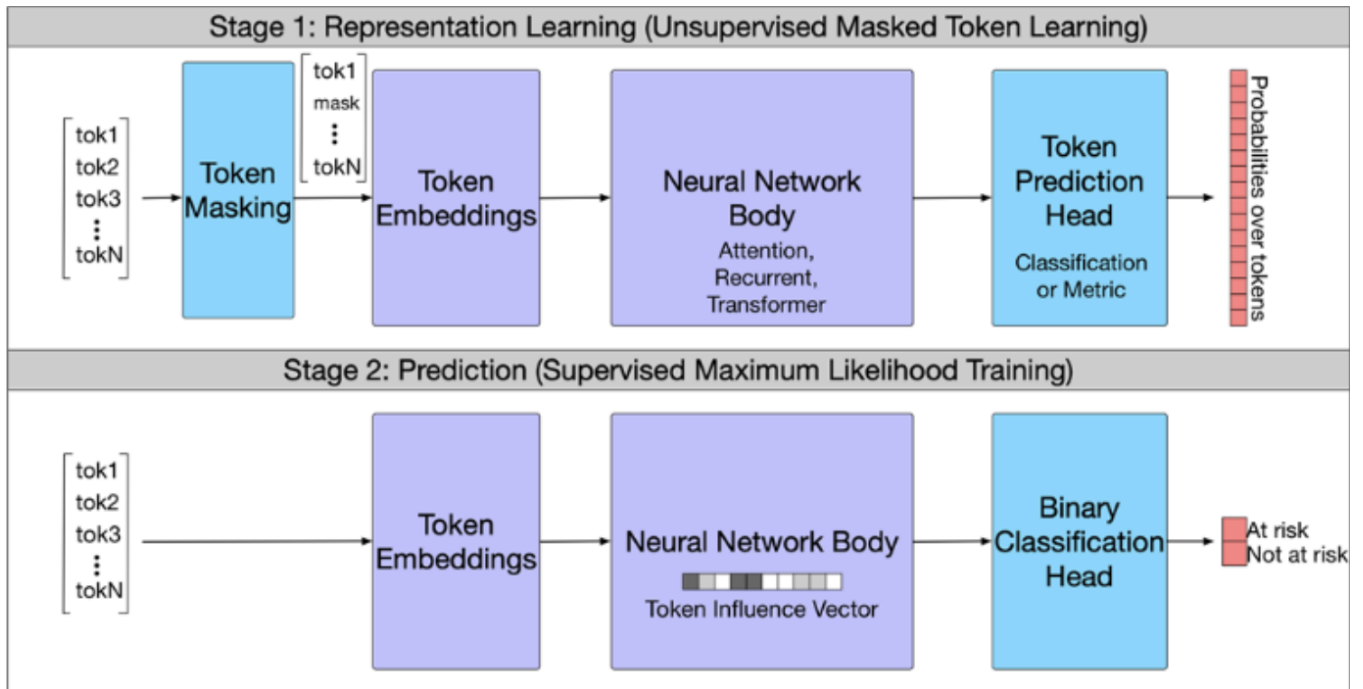 Stage 1: Representation Learning (Unsupervised Masked Token Learning)
tok1
tok2
tok3
⋮
tokN
Token
Masking
tok1
mask
⋮
tokN
Token
Embeddings
Neural Network
Body
Attention,
Recurrent,
Transformer
Token
Prediction
Head
Classification
or Metric
Probabilities over tokens
Stage 2: Prediction (Supervised Maximum Likelihood Training)
tok1
tok2
tok3
⋮
tokN
Token
Embeddings
Neural Network Body
Token Influence Vector
Binary
Classification
Head
At risk
Not at risk